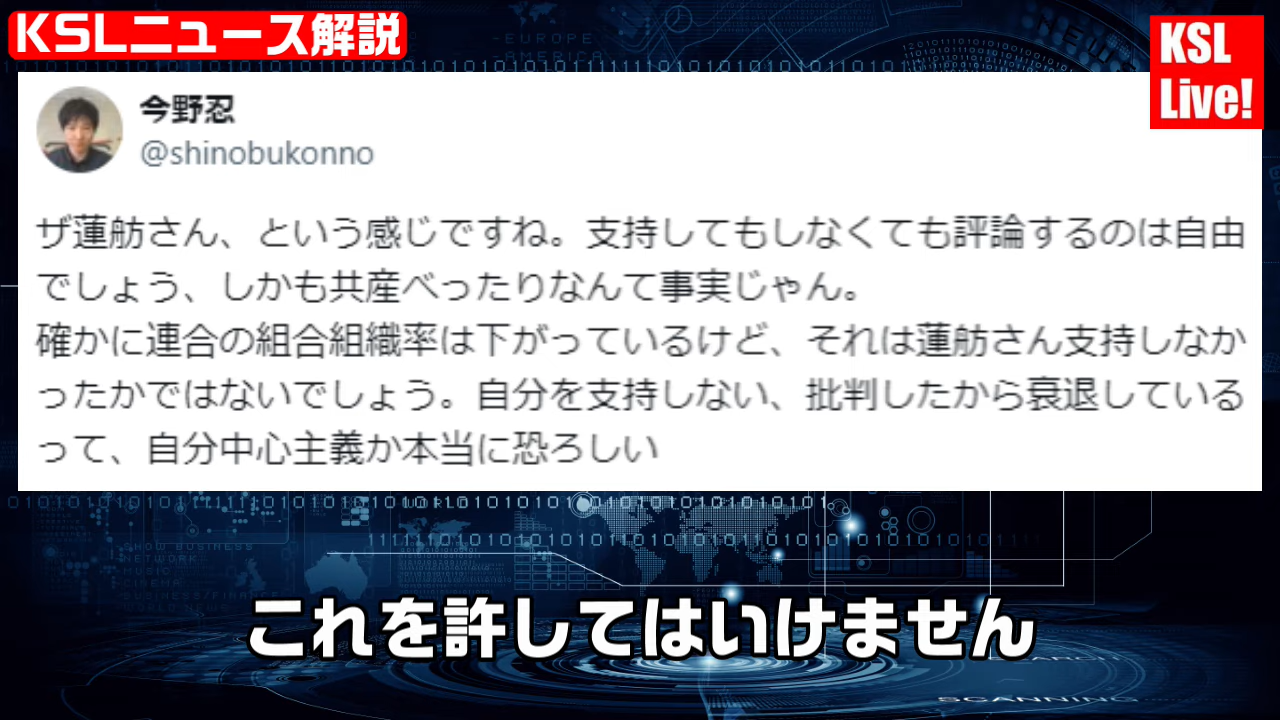 KSLニュース解説
KSL
Live!
今野忍
@shinobukonno
ザ蓮舫さん、という感じですね。支持してもしなくても評論するのは自由
でしょう、しかも共産べったりなんて事実じゃん。
確かに連合の組合組織率は下がっているけど、それは蓮舫さん支持しなか
ったかではないでしょう。自分を支持しない、批判したから衰退している
って、自分中心主義か本当に恐ろしい
これを許してはいけません
SCANNING